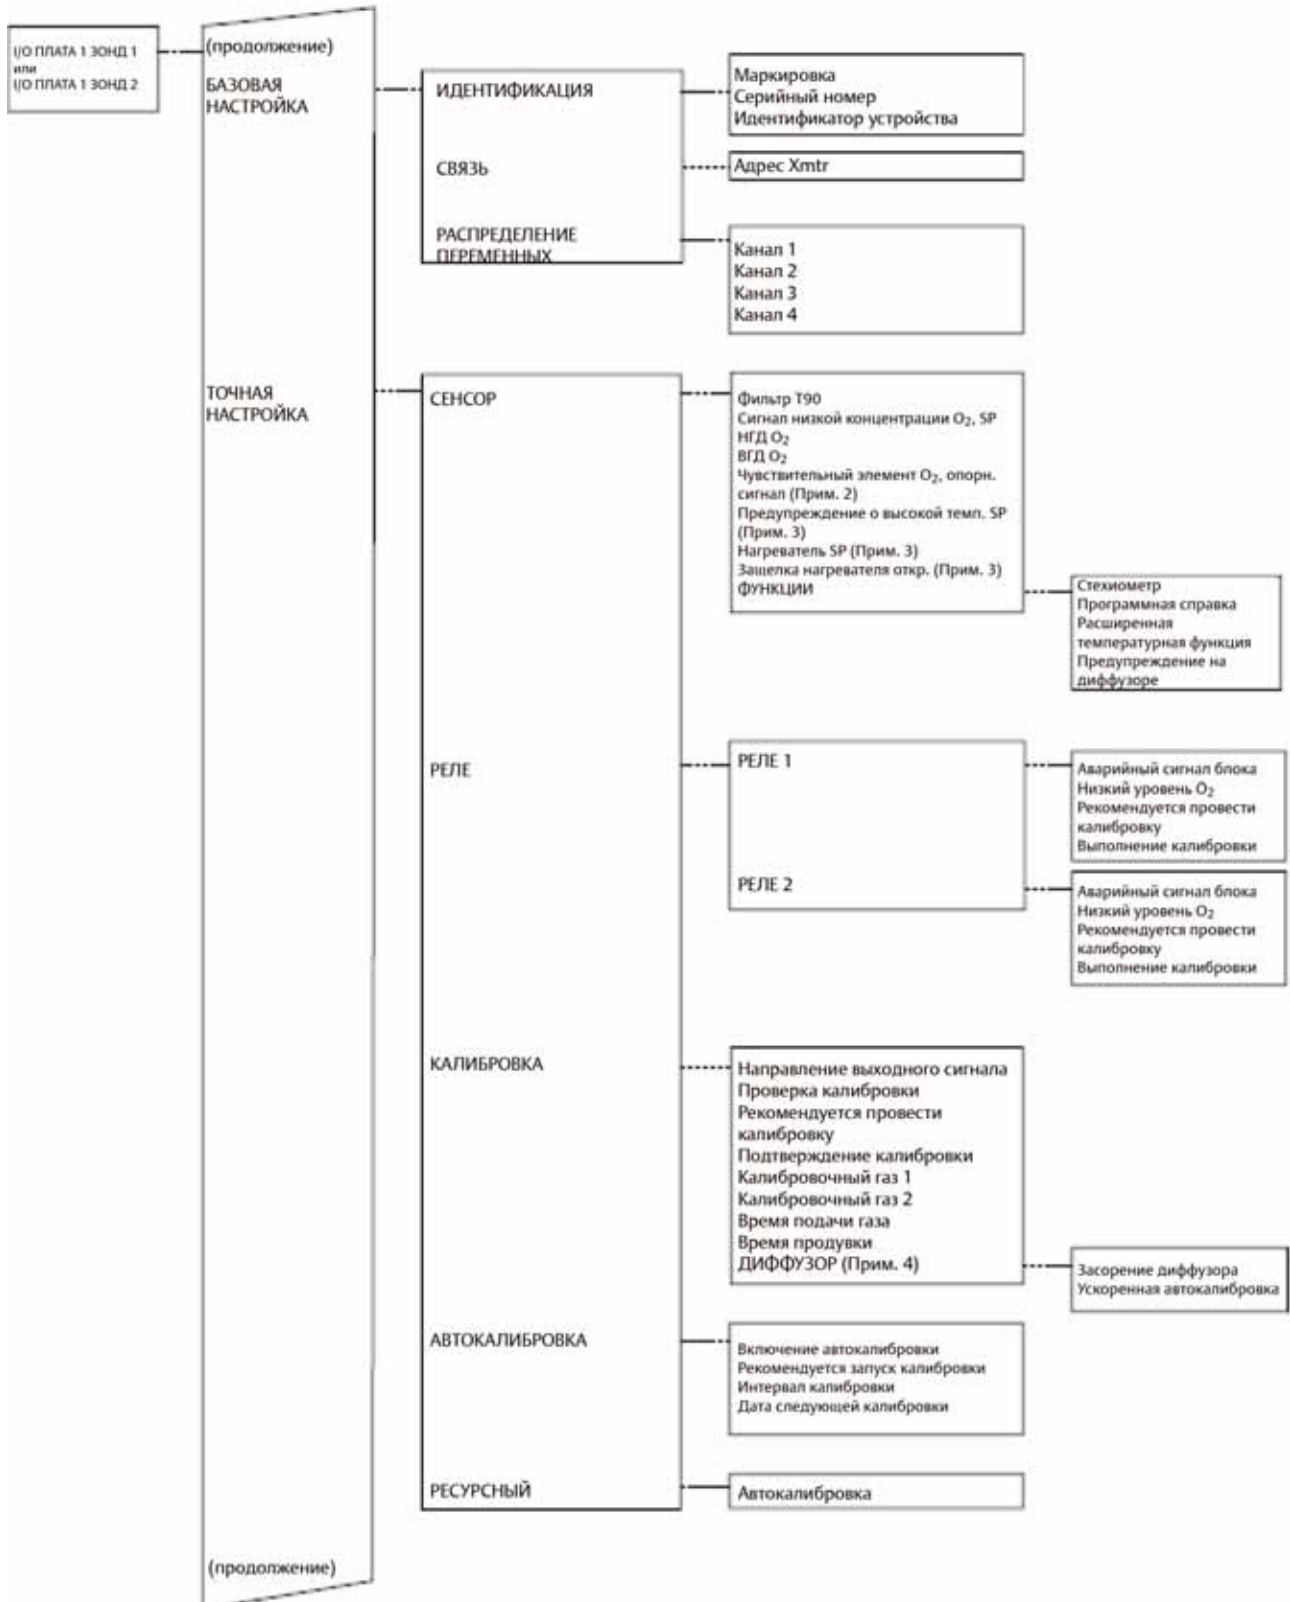 I/O ПЛАТА 1 ЗОНД 1
или
I/O ПЛАТА 1 ЗОНД 2
(продолжение)
БАЗОВАЯ
НАСТРОЙКА
ИДЕНТИФИКАЦИЯ
Маркировка
Серийный номер
Идентификатор устройства
СВЯЗЬ
Адрес Xmtr
РАСПРЕДЕЛЕНИЕ
ПЕРЕМЕННЫХ
Канал 1
Канал 2
Канал 3
Канал 4
ТОЧНАЯ
НАСТРОЙКА
СЕНСОР
Фильтр T90
Сигнал низкой концентрации O₂, SP
НГД O₂
ВГД O₂
Чувствительный элемент O₂, опорн.
сигнал (Прим. 2)
Предупреждение о высокой темп. SP
(Прим. 3)
Нагреватель SP (Прим. 3)
Защелка нагревателя откр. (Прим. 3)
ФУНКЦИИ
Стехиометр
Программная справка
Расширенная
температурная функция
Предупреждение на
диффузоре
РЕЛЕ
РЕЛЕ 1
Аварийный сигнал блока
Низкий уровень O₂
Рекомендуется провести
калибровку
Выполнение калибровки
РЕЛЕ 2
Аварийный сигнал блока
Низкий уровень O₂
Рекомендуется провести
калибровку
Выполнение калибровки
КАЛИБРОВКА
Направление выходного сигнала
Проверка калибровки
Рекомендуется провести
калибровку
Подтверждение калибровки
Калибровочный газ 1
Калибровочный газ 2
Время подачи газа
Время продувки
ДИФФУЗОР (Прим. 4)
Засорение диффузора
Ускоренная автокалибровка
АВТОКАЛИБРОВКА
Включение автокалибровки
Рекомендуется запуск калибровки
Интервал калибровки
Дата следующей калибровки
РЕСУРСНЫЙ
Автокалибровка
(продолжение)